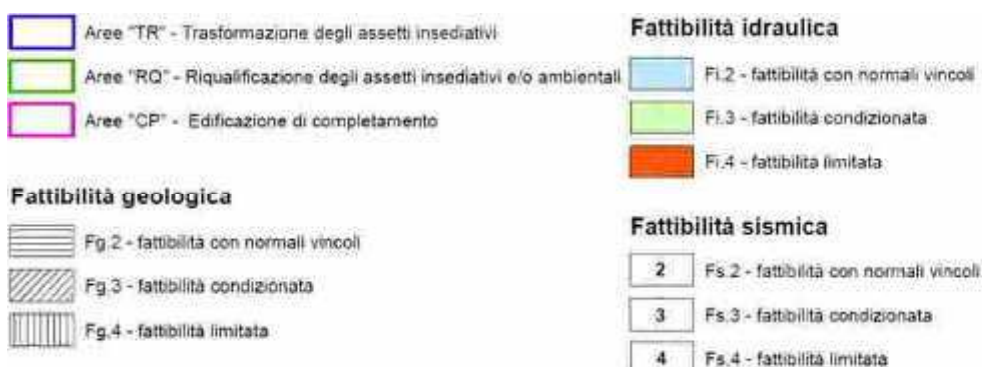 Aree "TR" - Trasformazione degli assetti insediativi
Aree "RQ" - Riqualificazione degli assetti insediativi e/o ambientali
Aree "CP" - Edificazione di completamento
Fattibilità geologica
Fg.2 - fattibilità con normali vincoli
Fg.3 - fattibilità condizionata
Fg.4 - fattibilità limitata
Fattibilità idraulica
Fi.2 - fattibilità con normali vincoli
Fi.3 - fattibilità condizionata
Fi.4 - fattibilità limitata
Fattibilità sismica
2 Fs.2 - fattibilità con normali vincoli
3 Fs.3 - fattibilità condizionata
4 Fs.4 - fattibilità limitata